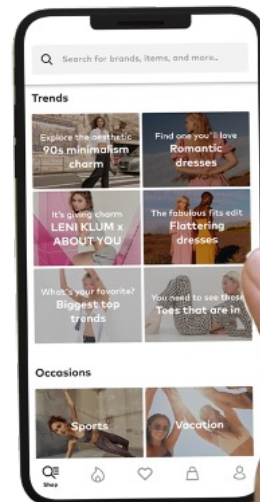 Search for brands, items, and more..
Trends
Explore the aesthetic
90s minimalism
charm
Find one you'll love
Romantic
dresses
It's giving charm
LENI KLUM x
ABOUT YOU
The fabulous fits edit
Flattering
dresses
What's your favorite?
Biggest top
trends
You need to see these
Tees that are in
Occasions
Sports
Vacation
Shop